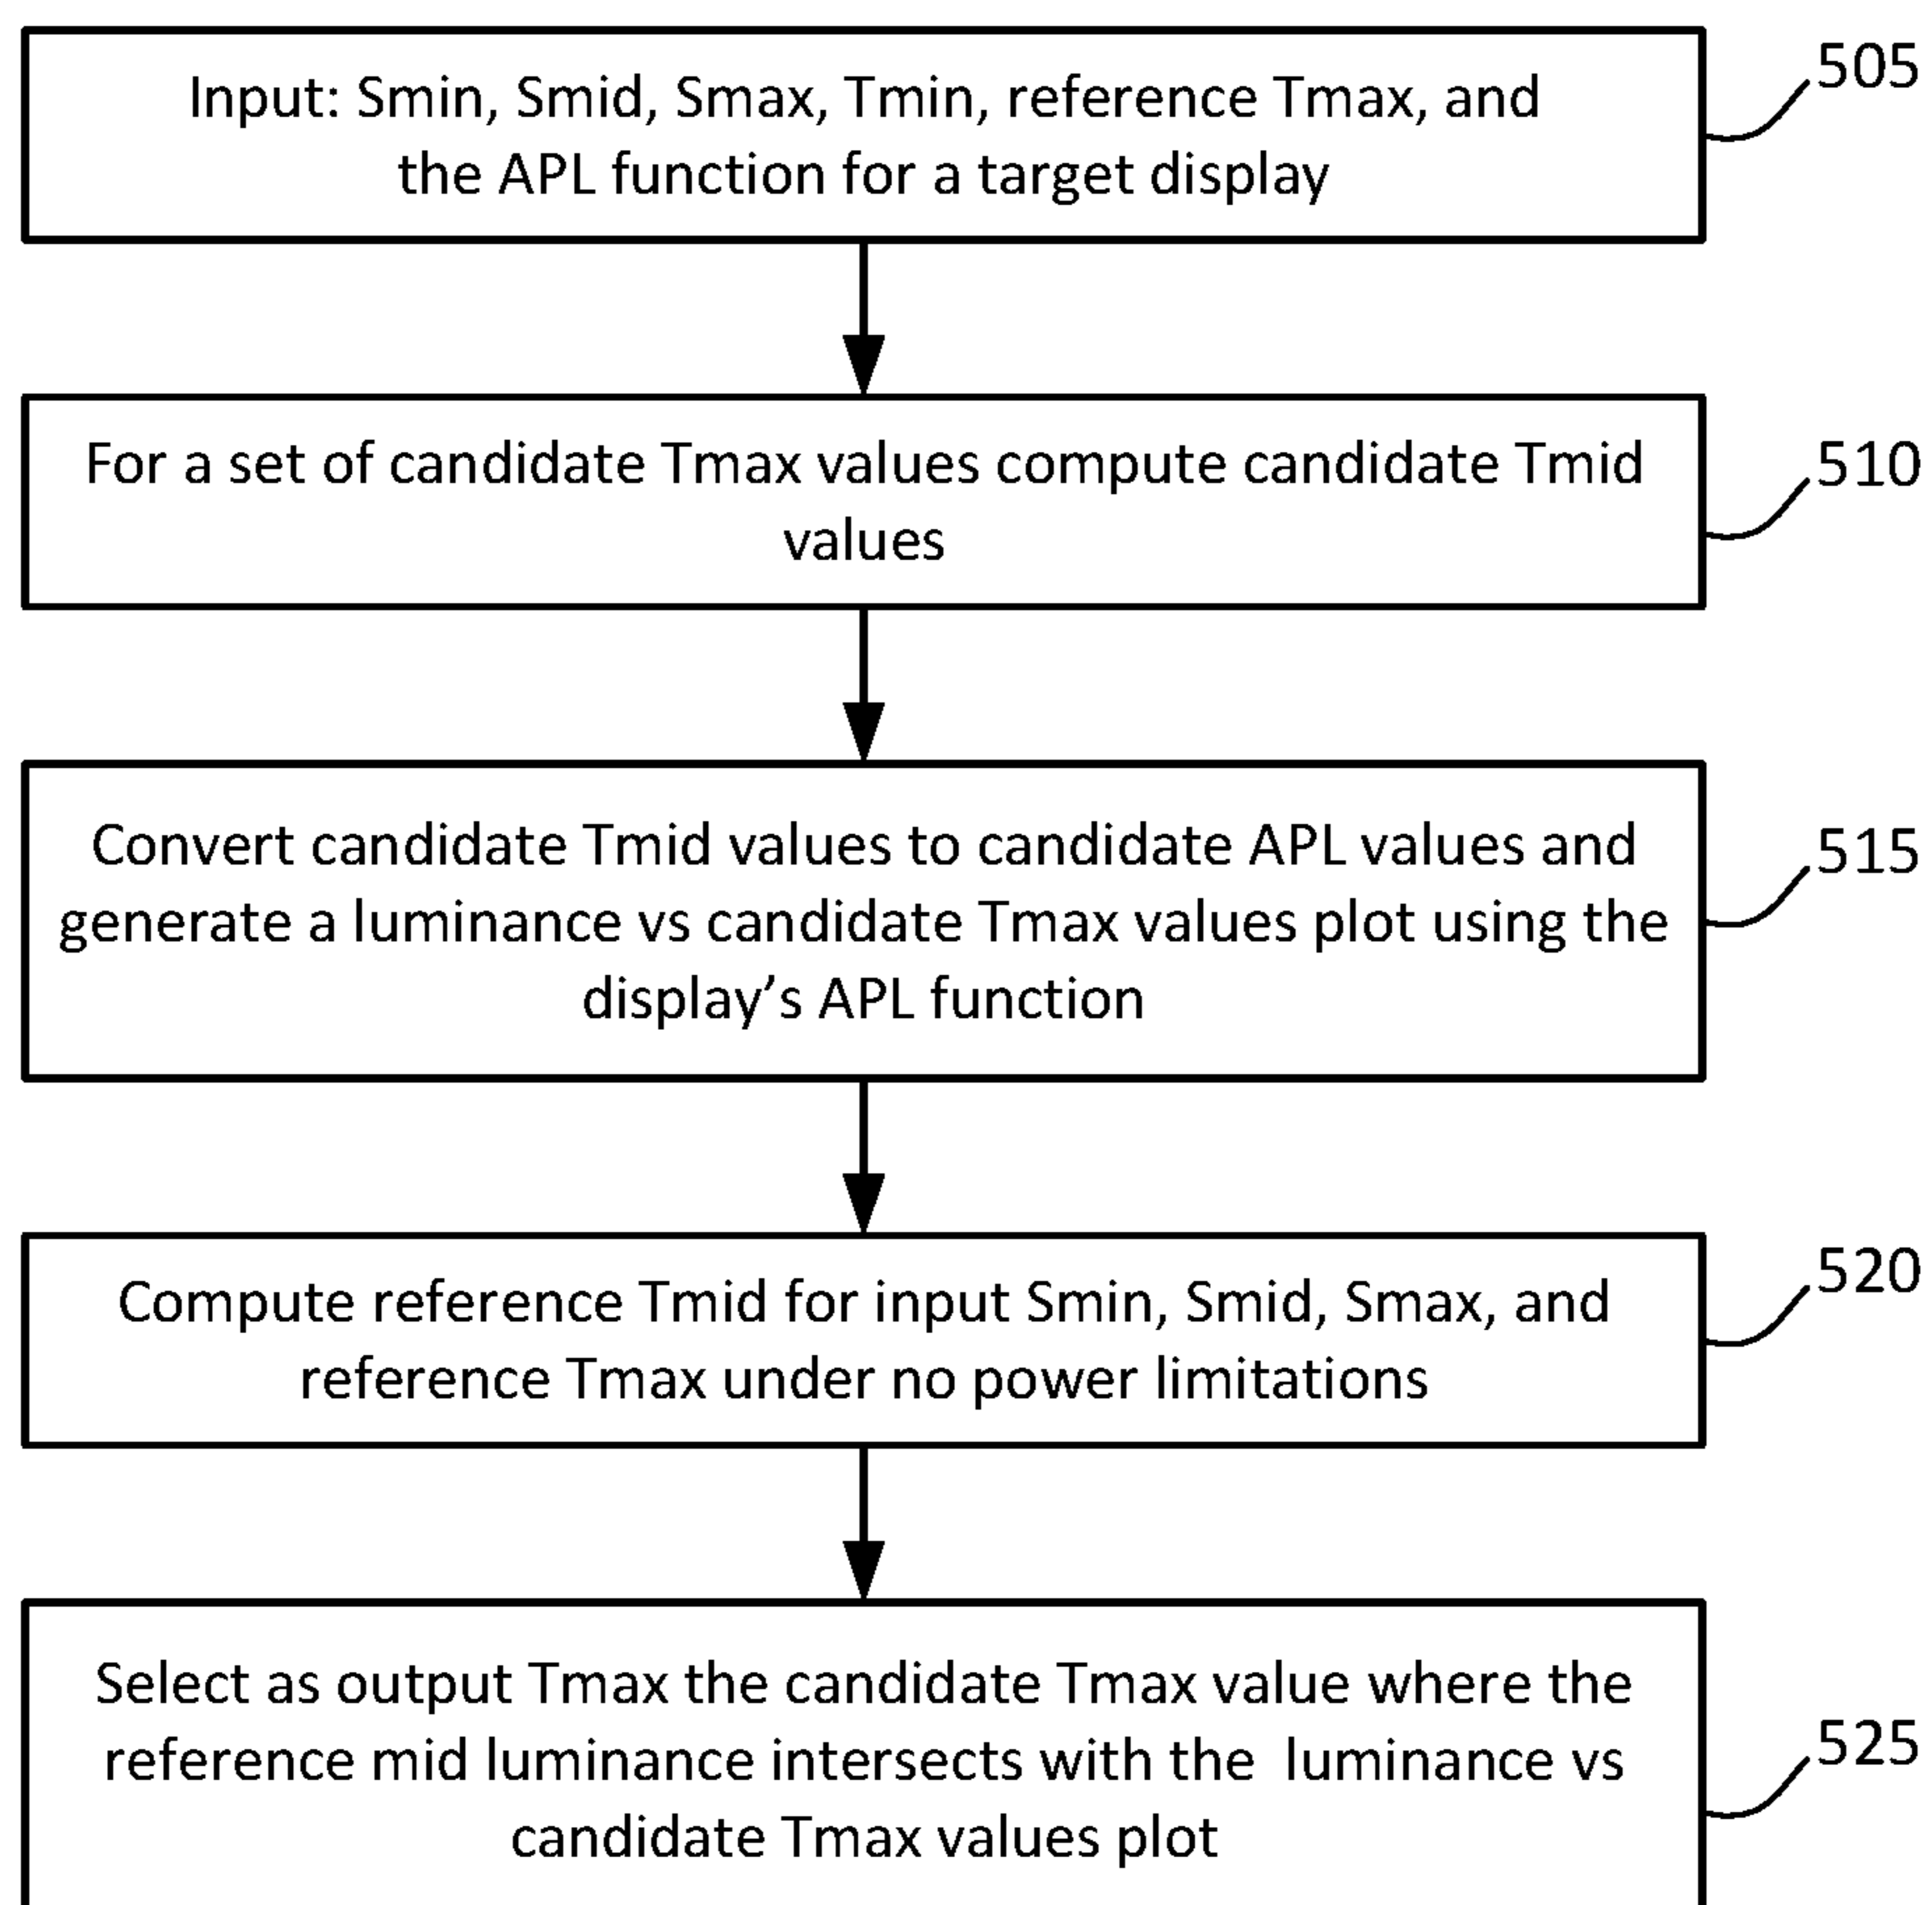 Input: Smin, Smid, Smax, Tmin, reference Tmax, and
the APL function for a target display
505
For a set of candidate Tmax values compute candidate Tmid
values
510
Convert candidate Tmid values to candidate APL values and
generate a luminance vs candidate Tmax values plot using the
display’s APL function
515
Compute reference Tmid for input Smin, Smid, Smax, and
reference Tmax under no power limitations
520
Select as output Tmax the candidate Tmax value where the
reference mid luminance intersects with the luminance vs
candidate Tmax values plot
525